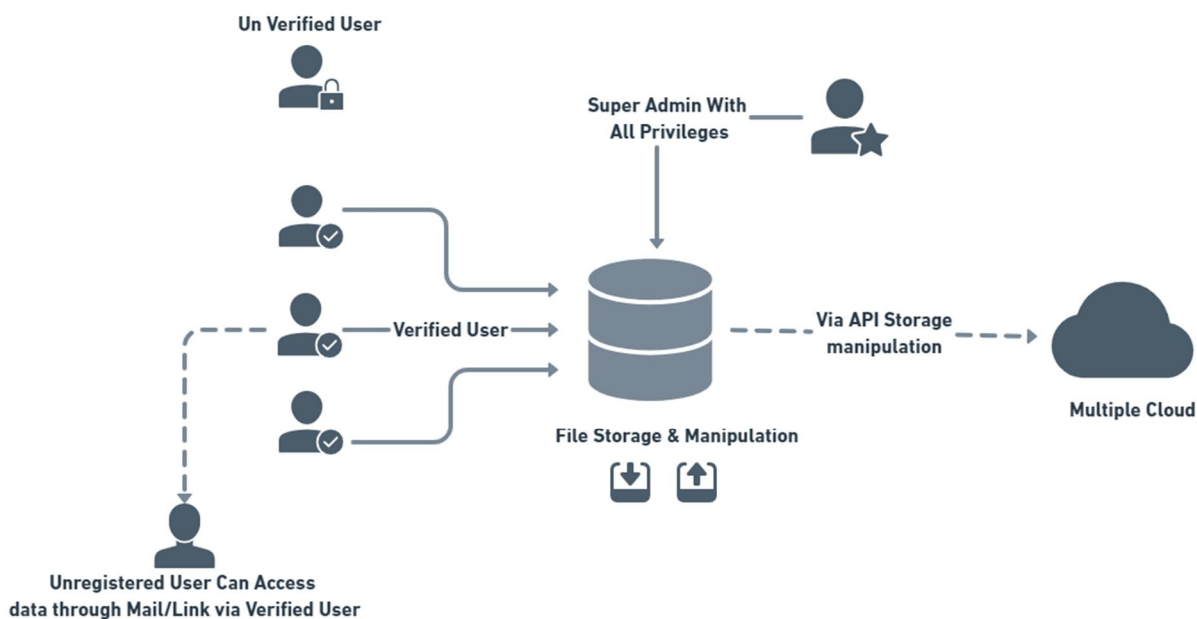 Un Verified User
Super Admin With
All Privileges
Verified User
Via API Storage
manipulation
Multiple Cloud
File Storage & Manipulation
Unregistered User Can Access
data through Mail/Link via Verified User